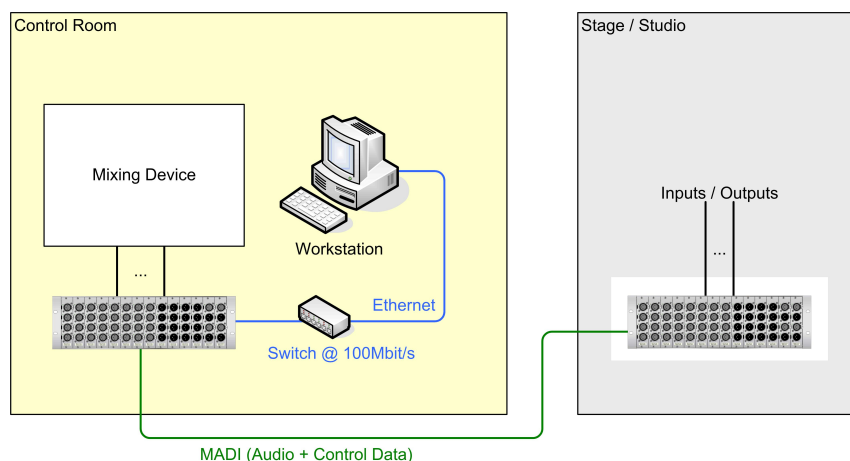 Control Room
Stage / Studio
Mixing Device
Workstation
Inputs / Outputs
...
...
Ethernet
Switch @ 100Mbit/s
MADI (Audio + Control Data)